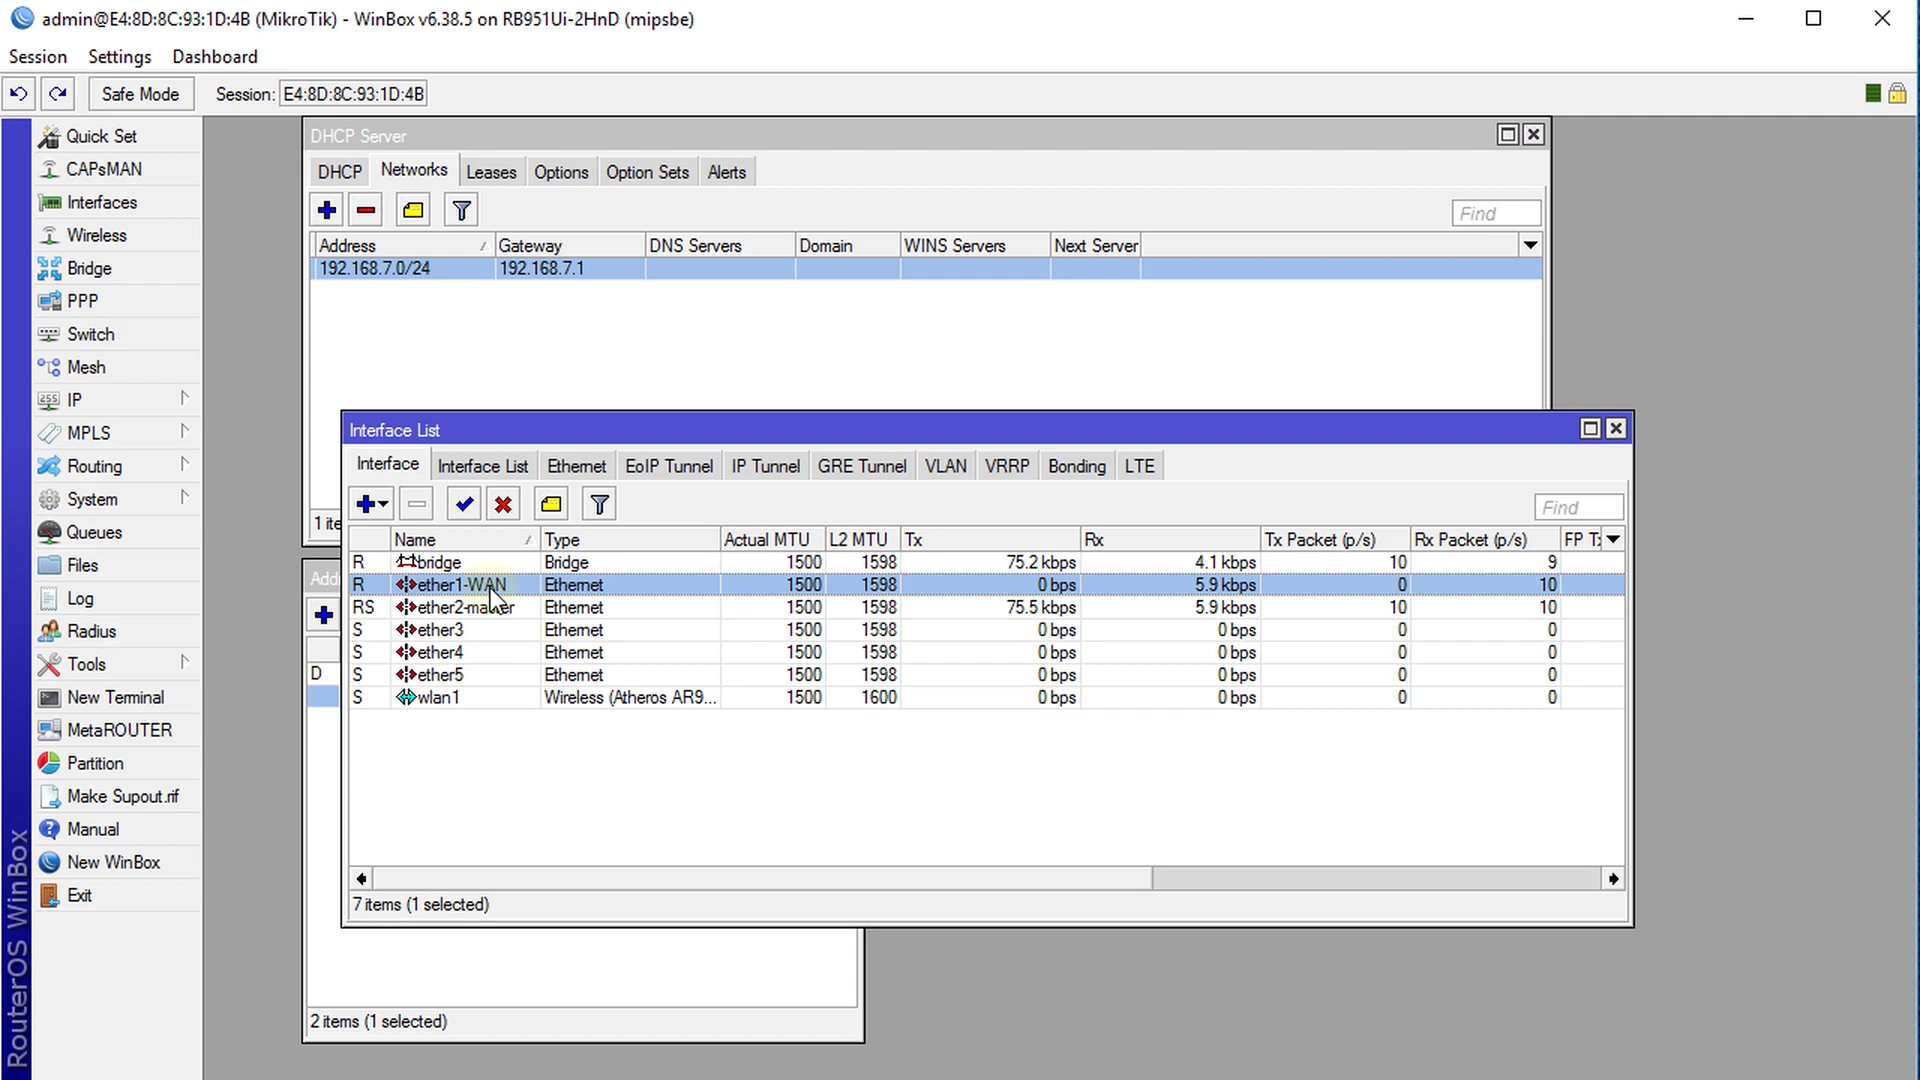 admin@E4:8D:8C:93:1D:4B (MikroTik) - WinBox v6.38.5 on RB951Ui-2HnD (mipsbe)
Session Settings Dashboard
Safe Mode Session: E4:8D:8C:93:1D:4B
Quick Set
CAPsMAN
Interfaces
Wireless
Bridge
PPP
Switch
Mesh
IP
MPLS
Routing
System
Queues
Files
Log
Radius
Tools
New Terminal
MetaROUTER
Partition
Make Supout.rif
Manual
New WinBox
Exit
RouterOS WinBox
DHCP Server
DHCP Networks Leases Options Option Sets Alerts
Find
Address Gateway DNS Servers Domain WINS Servers Next Server
192.168.7.0/24 192.168.7.1
1 ite
Interface List
Interface Interface List Ethernet EoIP Tunnel IP Tunnel GRE Tunnel VLAN VRRP Bonding LTE
Find
Name Type Actual MTU L2 MTU Tx Rx Tx Packet (p/s) Rx Packet (p/s) FP
R bridge Bridge 1500 1598 75.2 kbps 4.1 kbps 10 9
R ether1-WAN Ethernet 1500 1598 0 bps 5.9 kbps 0 10
RS Ethernet 1500 1598 75.5 kbps 5.9 kbps 10 10
S ether3 Ethernet 1500 1598 0 bps 0 bps 0 0
S ether4 Ethernet 1500 1598 0 bps 0 bps 0 0
S ether5 Ethernet 1500 1598 0 bps 0 bps 0 0
S wlan1 Wireless (Atheros AR9... 1500 1600 0 bps 0 bps 0 0
7 items (1 selected)
Addr
D
2 items (1 selected)